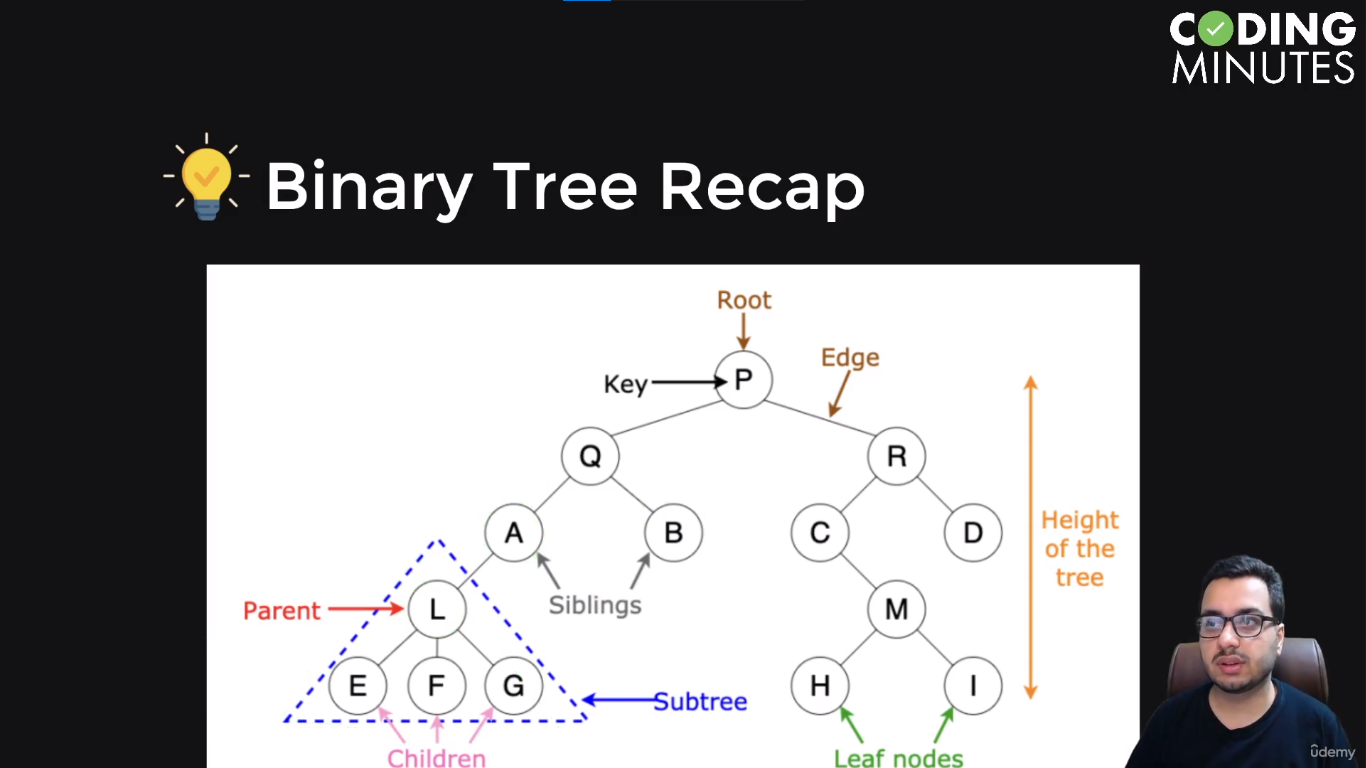 CODING
MINUTES
Binary Tree Recap
Root
Edge
Key
P
Q
R
A
B
C
D
Height
of the
tree
Siblings
Parent
L
M
E
F
G
H
I
Subtree
Children
Leaf nodes
ûdemy